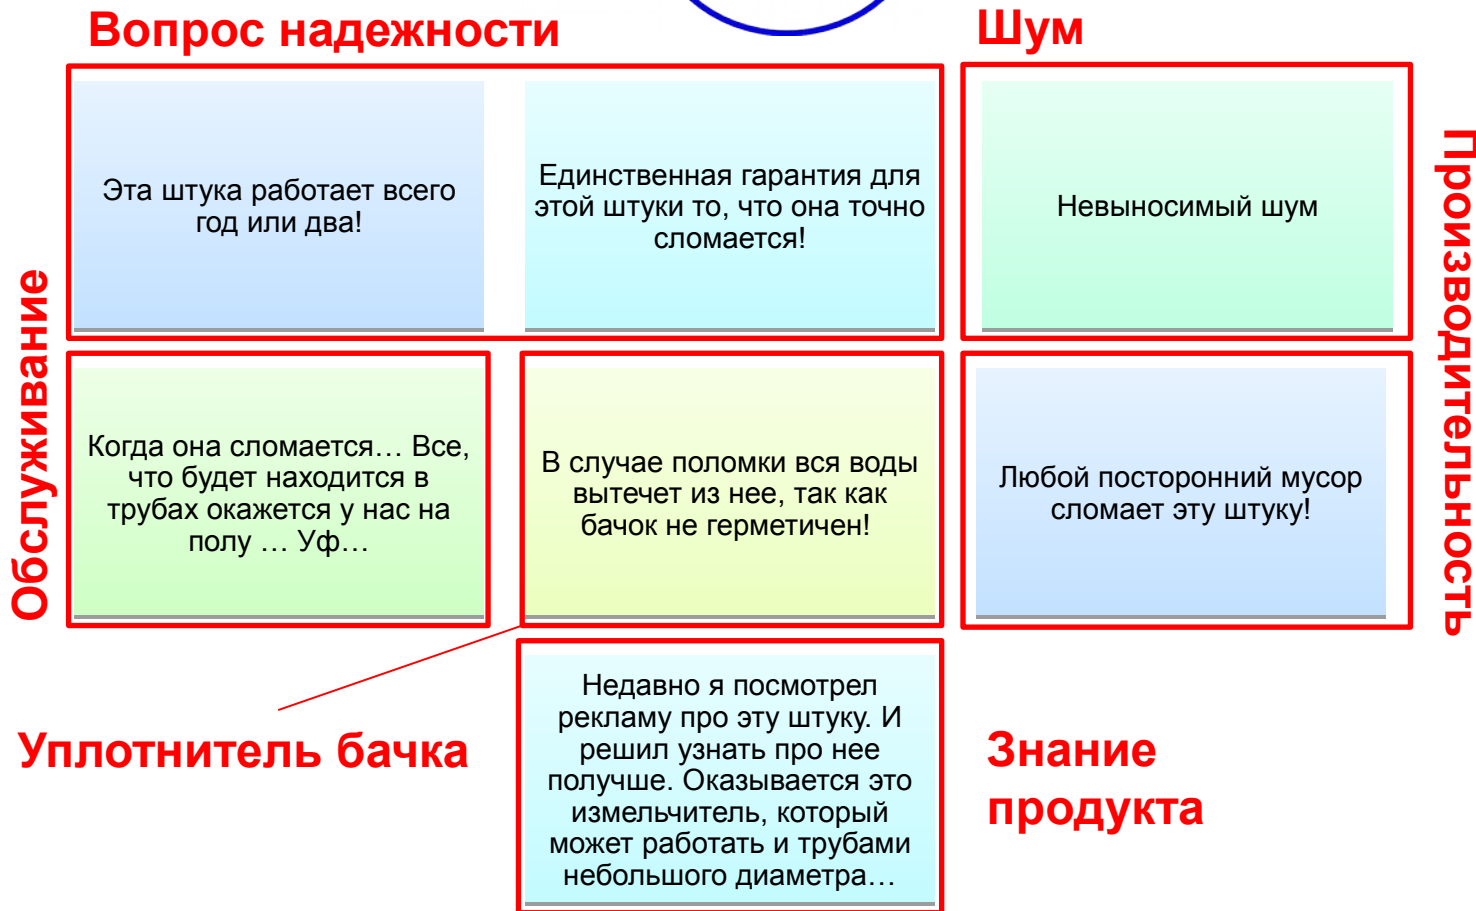 Вопрос надежности
Шум
Эта штука работает всего
год или два!
Единственная гарантия для
этой штуки то, что она точно
сломается!
Невыносимый шум
Производительность
Обслуживание
Когда она сломается… Все,
что будет находится в
трубах окажется у нас на
полу … Уф…
В случае поломки вся воды
вытечет из нее, так как
бачок не герметичен!
Любой посторонний мусор
сломает эту штуку!
Уплотнитель бачка
Недавно я посмотрел
рекламу про эту штуку. И
решил узнать про нее
получше. Оказывается это
измельчитель, который
может работать и трубами
небольшого диаметра…
Знание
продукта